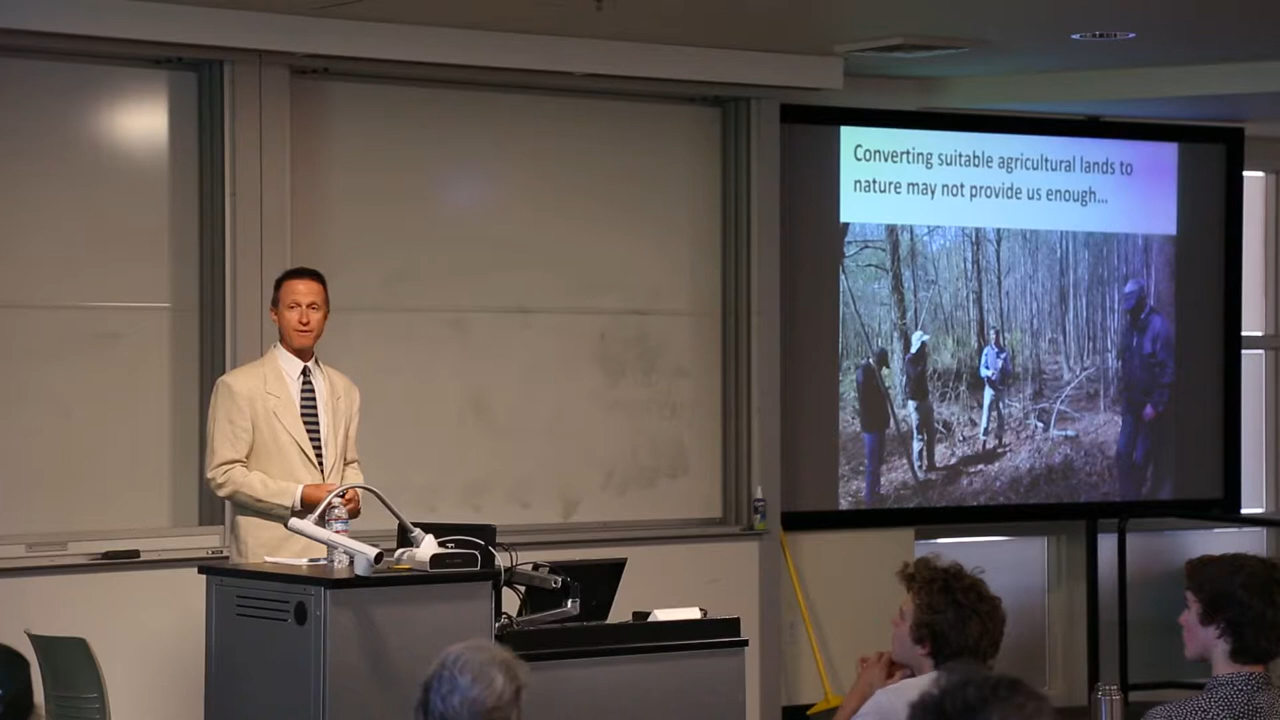 Converting suitable agricultural lands to
nature may not provide us enough...